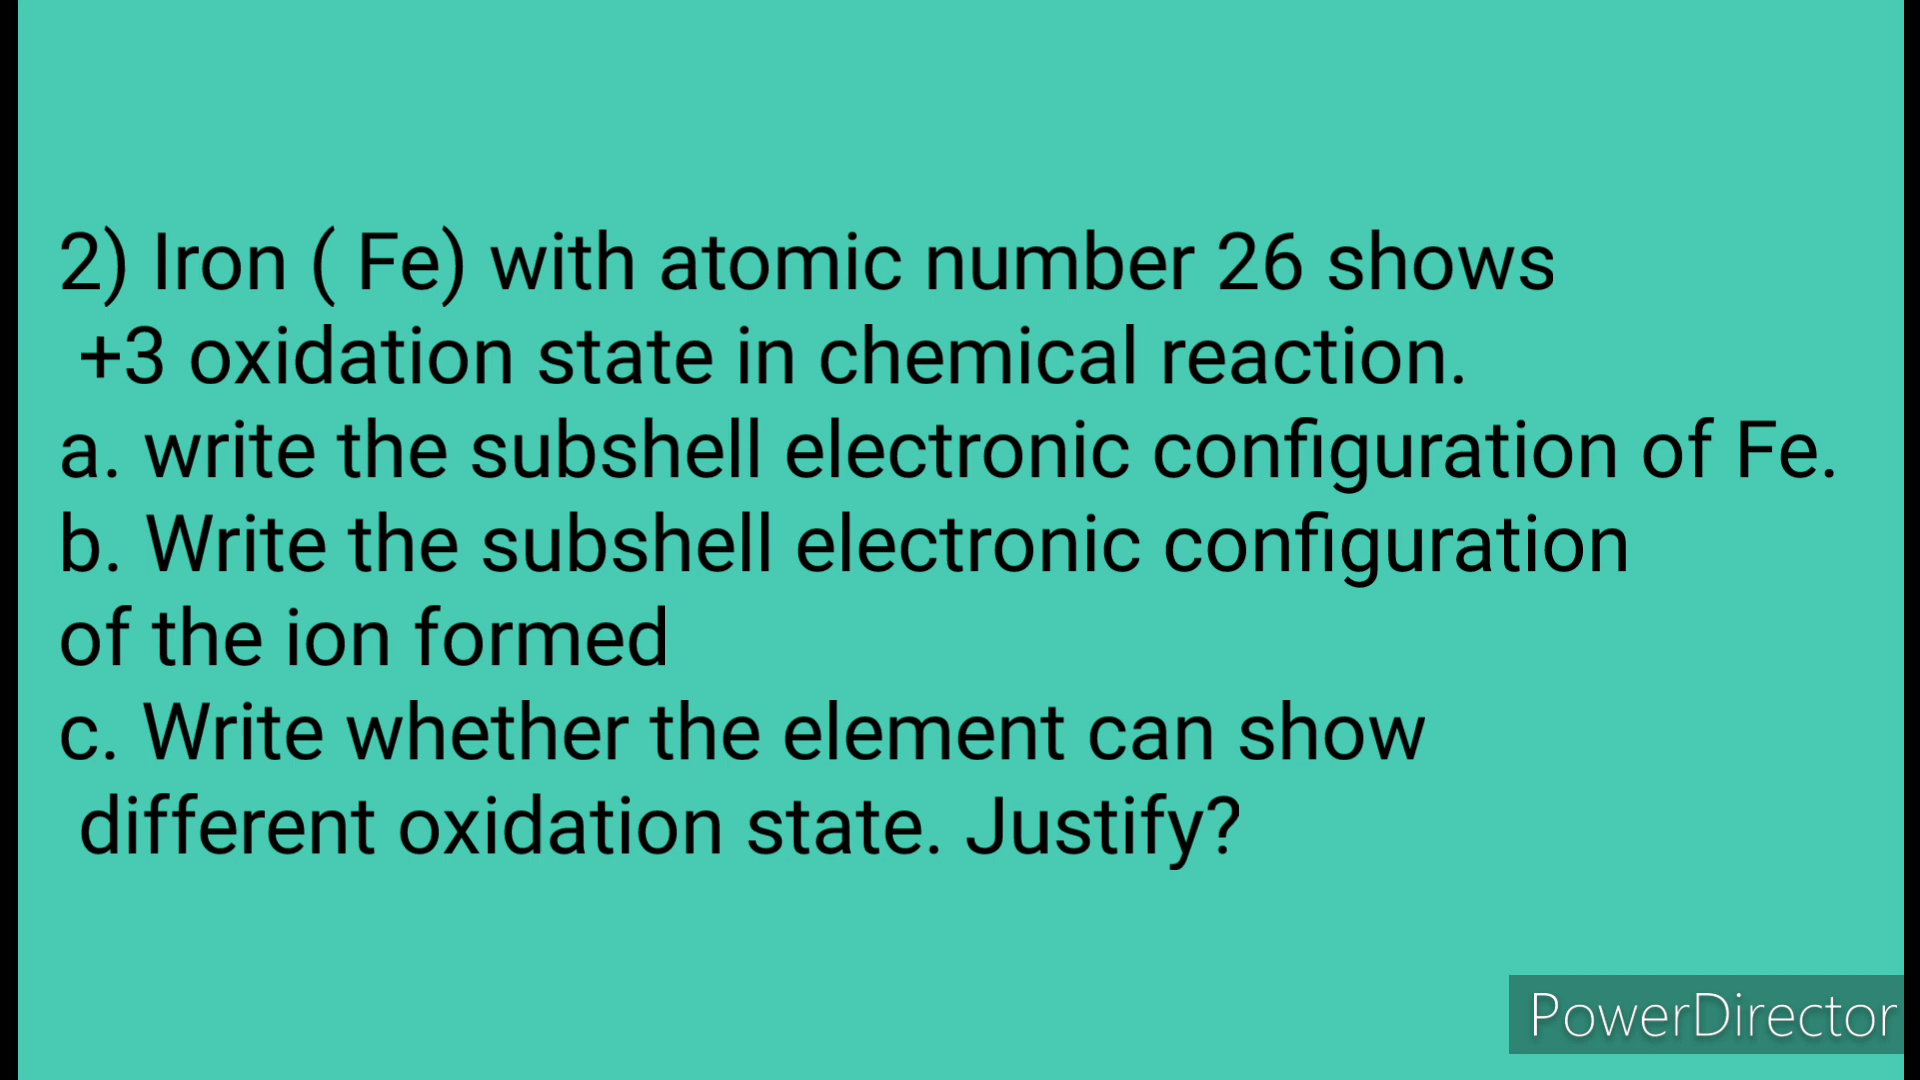 2) Iron ( Fe) with atomic number 26 shows
+3 oxidation state in chemical reaction.
a. write the subshell electronic configuration of Fe.
b. Write the subshell electronic configuration
of the ion formed
c. Write whether the element can show
different oxidation state. Justify?
PowerDirector